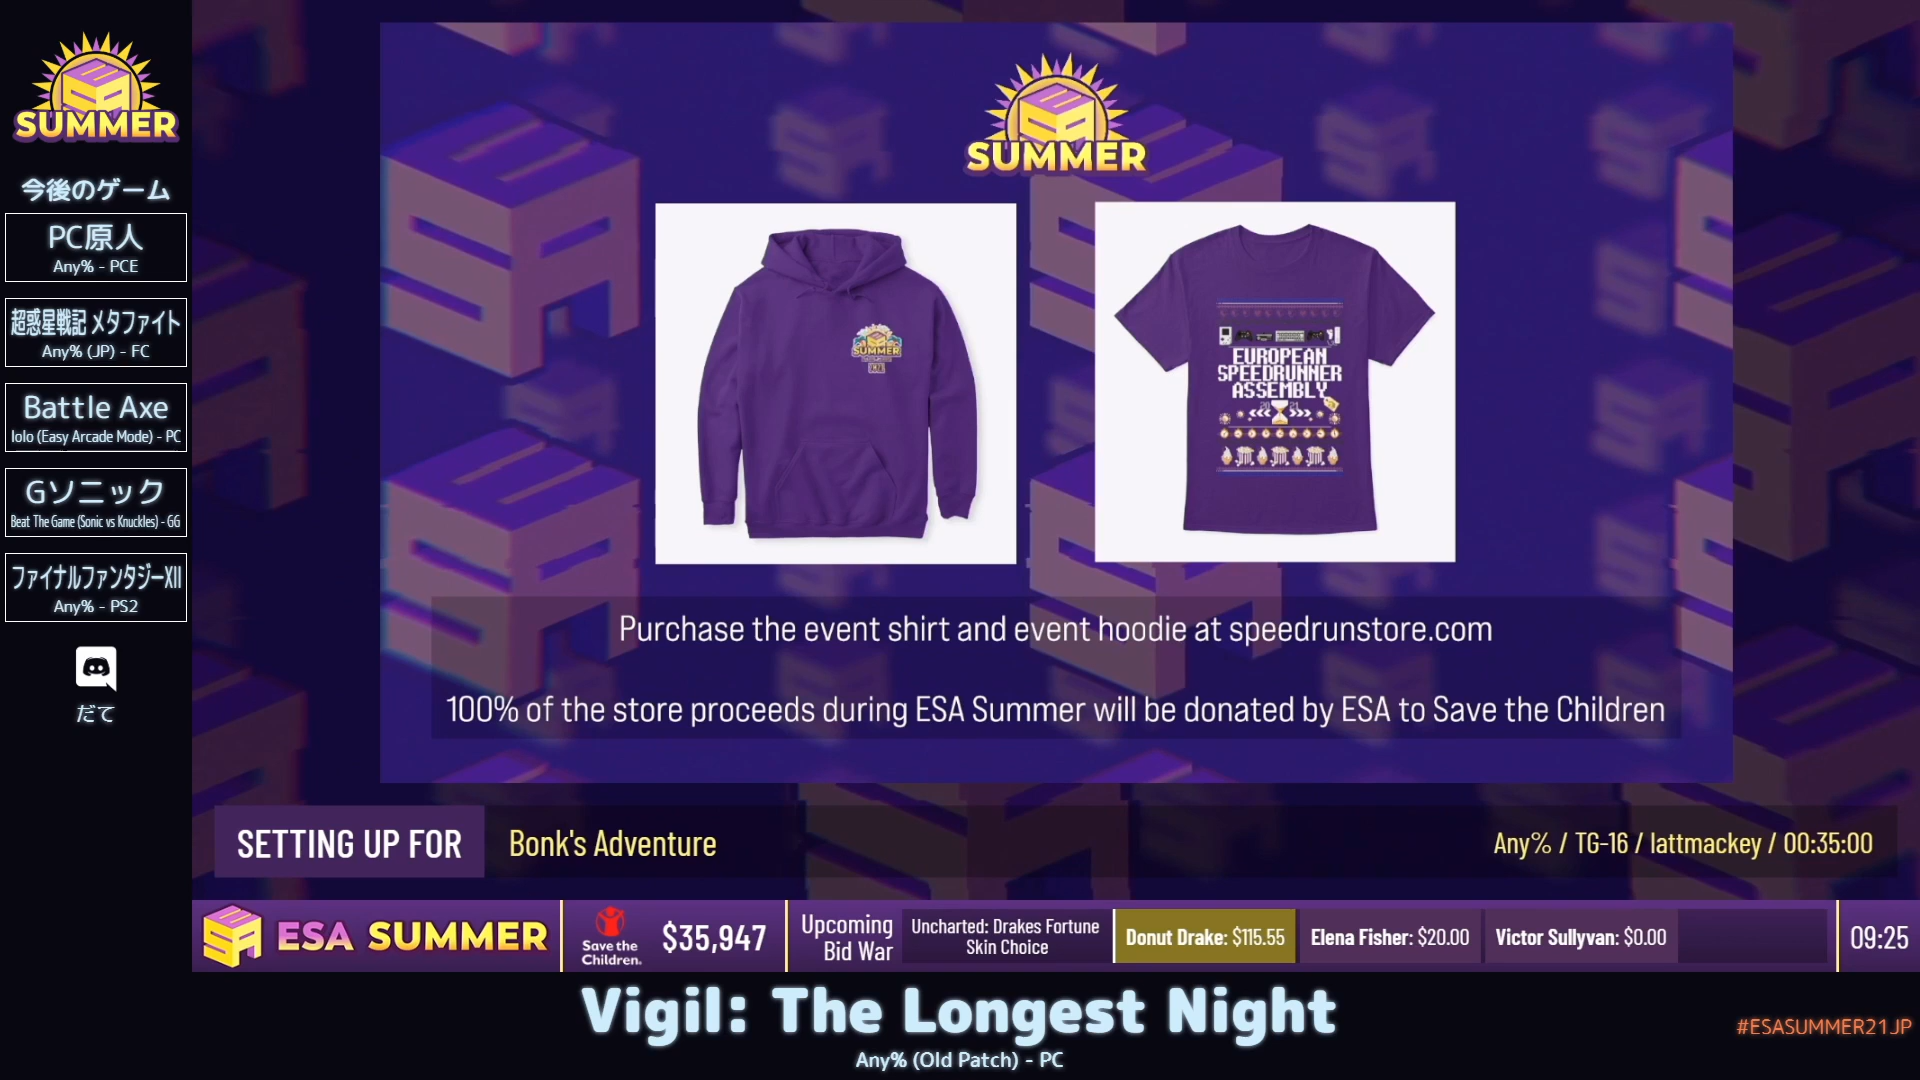 SUMMER
今後のゲーム
PC原人
Any% - PCE
超惑星戦記 メタファイト
Any% (JP) - FC
Battle Axe
lolo (Easy Arcade Mode) - PC
Gソニック
Beat The Game (Sonic vs Knuckles) - GG
ファイナルファンタジーXII
Any% - PS2
だて
SUMMER
SUMMER
EUROPEAN
SPEEDRUNNER
ASSEMBLY
20 21
Purchase the event shirt and event hoodie at speedrunstore.com
100% of the store proceeds during ESA Summer will be donated by ESA to Save the Children
SETTING UP FOR
Bonk's Adventure
Any% / TG-16 / lattmackey / 00:35:00
ESA SUMMER
Save the
Children.
$35,947
Upcoming
Bid War
Uncharted: Drakes Fortune
Skin Choice
Donut Drake: $115.55
Elena Fisher: $20.00
Victor Sullyvan: $0.00
09:25
Vigil: The Longest Night
Any% (Old Patch) - PC
#ESASUMMER21JP